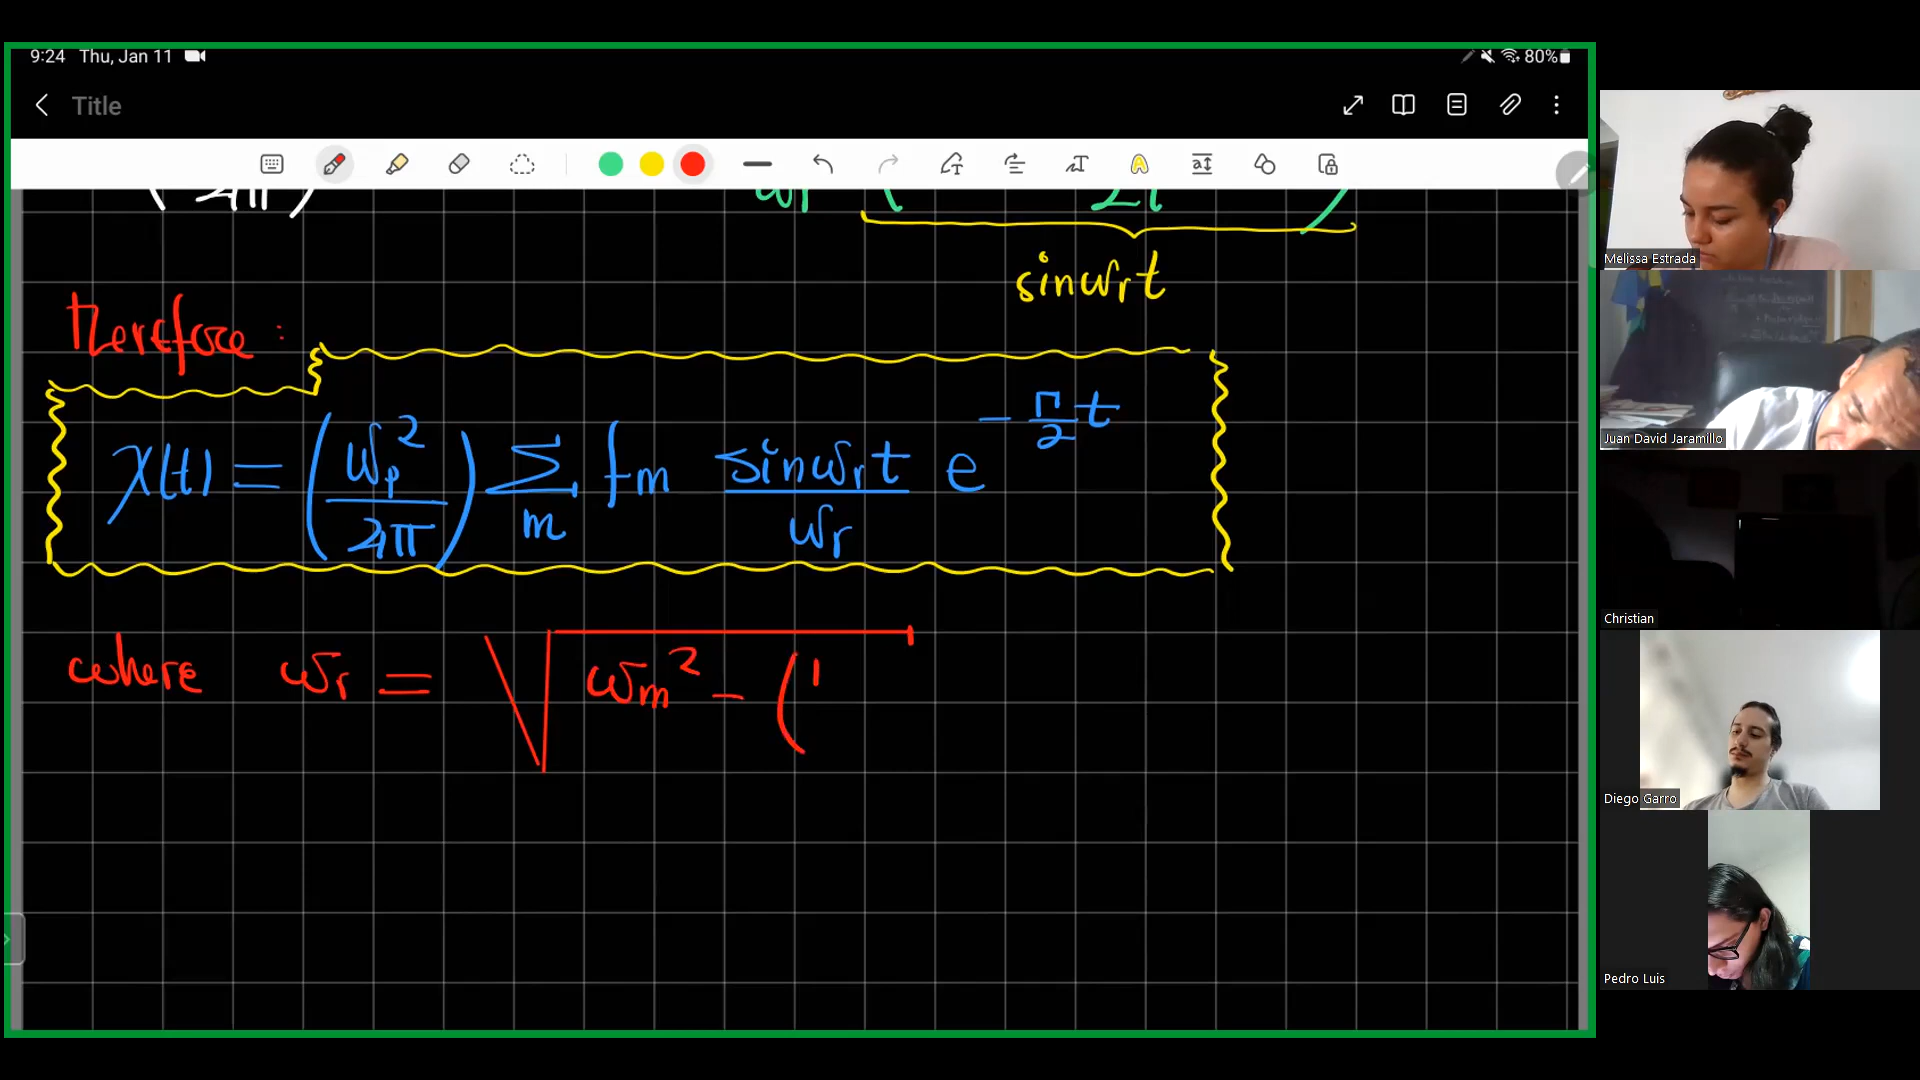 9:24 Thu, Jan 11 80%
Title
sinωᵣt
therefore :
χ(t) = (ωₚ²/4π) Σₘ fm (sinωᵣt/ωᵣ) e^(-Γ/2 t)
where ωᵣ = √(ωm² - (
Melissa Estrada
Juan David Jaramillo
Christian
Diego Garro
Pedro Luis